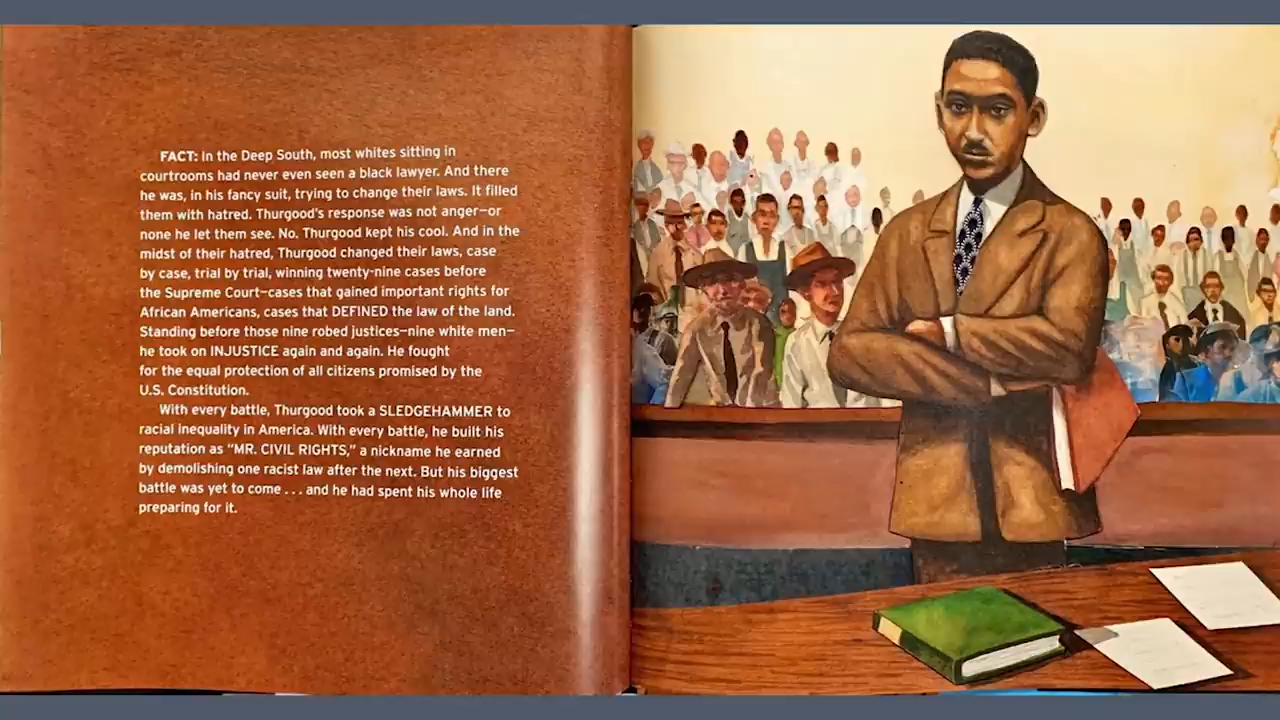 FACT: In the Deep South, most whites sitting in
courtrooms had never even seen a black lawyer. And there
he was, in his fancy suit, trying to change their laws. It filled
them with hatred. Thurgood's response was not anger—or
none he let them see. No. Thurgood kept his cool. And in the
midst of their hatred, Thurgood changed their laws, case
by case, trial by trial, winning twenty-nine cases before
the Supreme Court—cases that gained important rights for
African Americans, cases that DEFINED the law of the land.
Standing before those nine robed justices—nine white men—
he took on INJUSTICE again and again. He fought
for the equal protection of all citizens promised by the
U.S. Constitution.
With every battle, Thurgood took a SLEDGEHAMMER to
racial inequality in America. With every battle, he built his
reputation as "MR. CIVIL RIGHTS," a nickname he earned
by demolishing one racist law after the next. But his biggest
battle was yet to come . . . and he had spent his whole life
preparing for it.